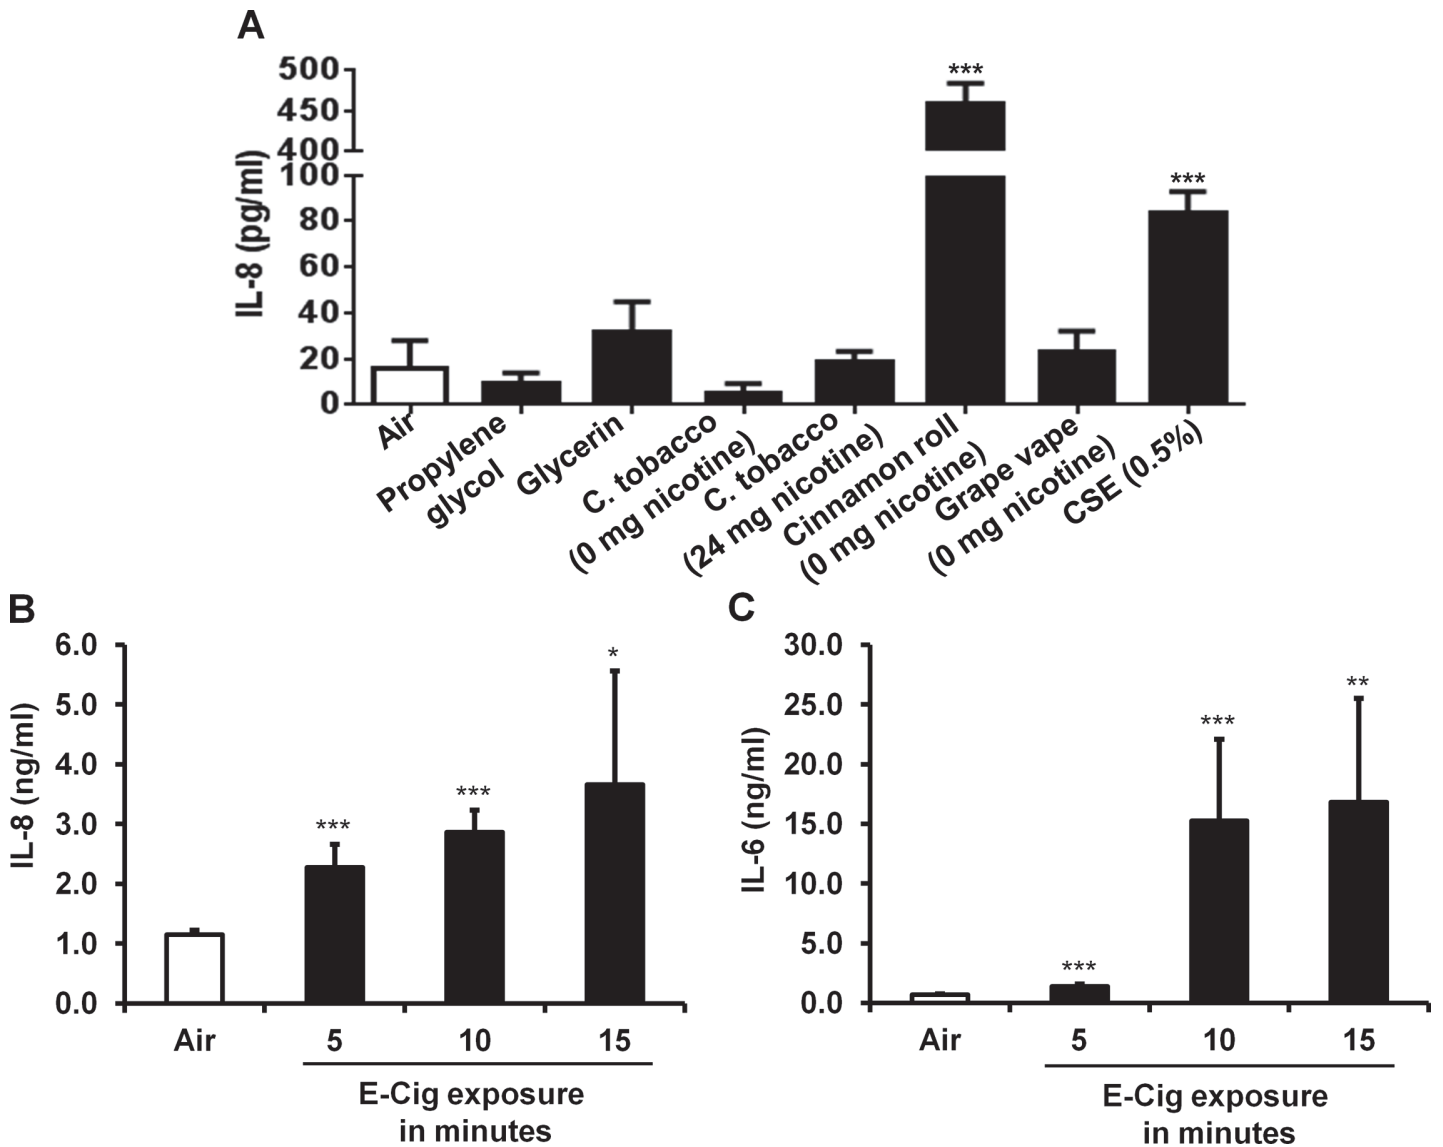 A
500
450
400
100
80
60
40
20
0
IL-8 (pg/ml)
***
***
Air
Propylene
glycol
Glycerin
C. tobacco
(0 mg nicotine)
C. tobacco
(24 mg nicotine)
Cinnamon roll
(0 mg nicotine)
Grape vape
(0 mg nicotine)
CSE (0.5%)
B
6.0
5.0
4.0
3.0
2.0
1.0
0.0
IL-8 (ng/ml)
***
***
*
Air
5
10
15
E-Cig exposure
in minutes
C
30.0
25.0
20.0
15.0
10.0
5.0
0.0
IL-6 (ng/ml)
***
***
**
Air
5
10
15
E-Cig exposure
in minutes